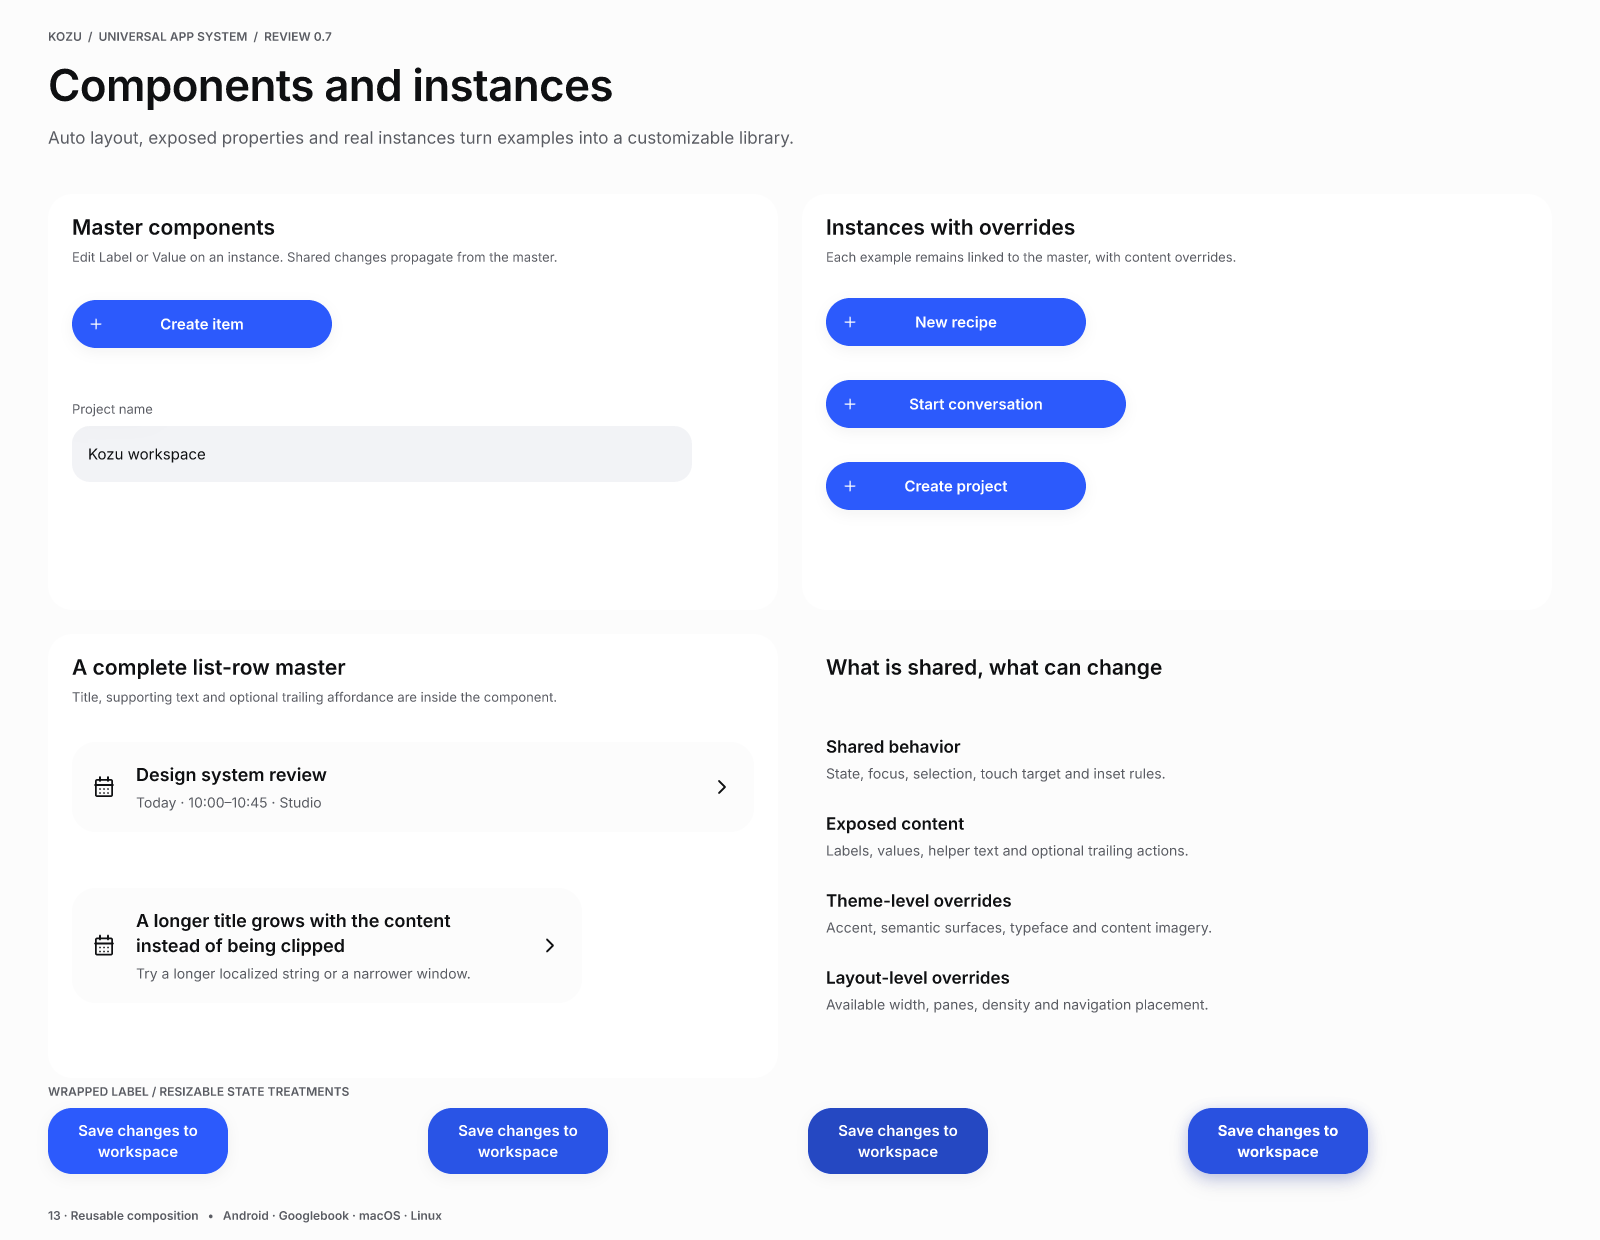 KOZU / UNIVERSAL APP SYSTEM / REVIEW 0.7
Components and instances
Auto layout, exposed properties and real instances turn examples into a customizable library.
Master components
Edit Label or Value on an instance. Shared changes propagate from the master.
+ Create item
Project name
Kozu workspace
Instances with overrides
Each example remains linked to the master, with content overrides.
+ New recipe
+ Start conversation
+ Create project
A complete list-row master
Title, supporting text and optional trailing affordance are inside the component.
Design system review
Today · 10:00–10:45 · Studio
A longer title grows with the content
instead of being clipped
Try a longer localized string or a narrower window.
What is shared, what can change
Shared behavior
State, focus, selection, touch target and inset rules.
Exposed content
Labels, values, helper text and optional trailing actions.
Theme-level overrides
Accent, semantic surfaces, typeface and content imagery.
Layout-level overrides
Available width, panes, density and navigation placement.
WRAPPED LABEL / RESIZABLE STATE TREATMENTS
Save changes to
workspace
Save changes to
workspace
Save changes to
workspace
Save changes to
workspace
13 · Reusable composition • Android · Googlebook · macOS · Linux